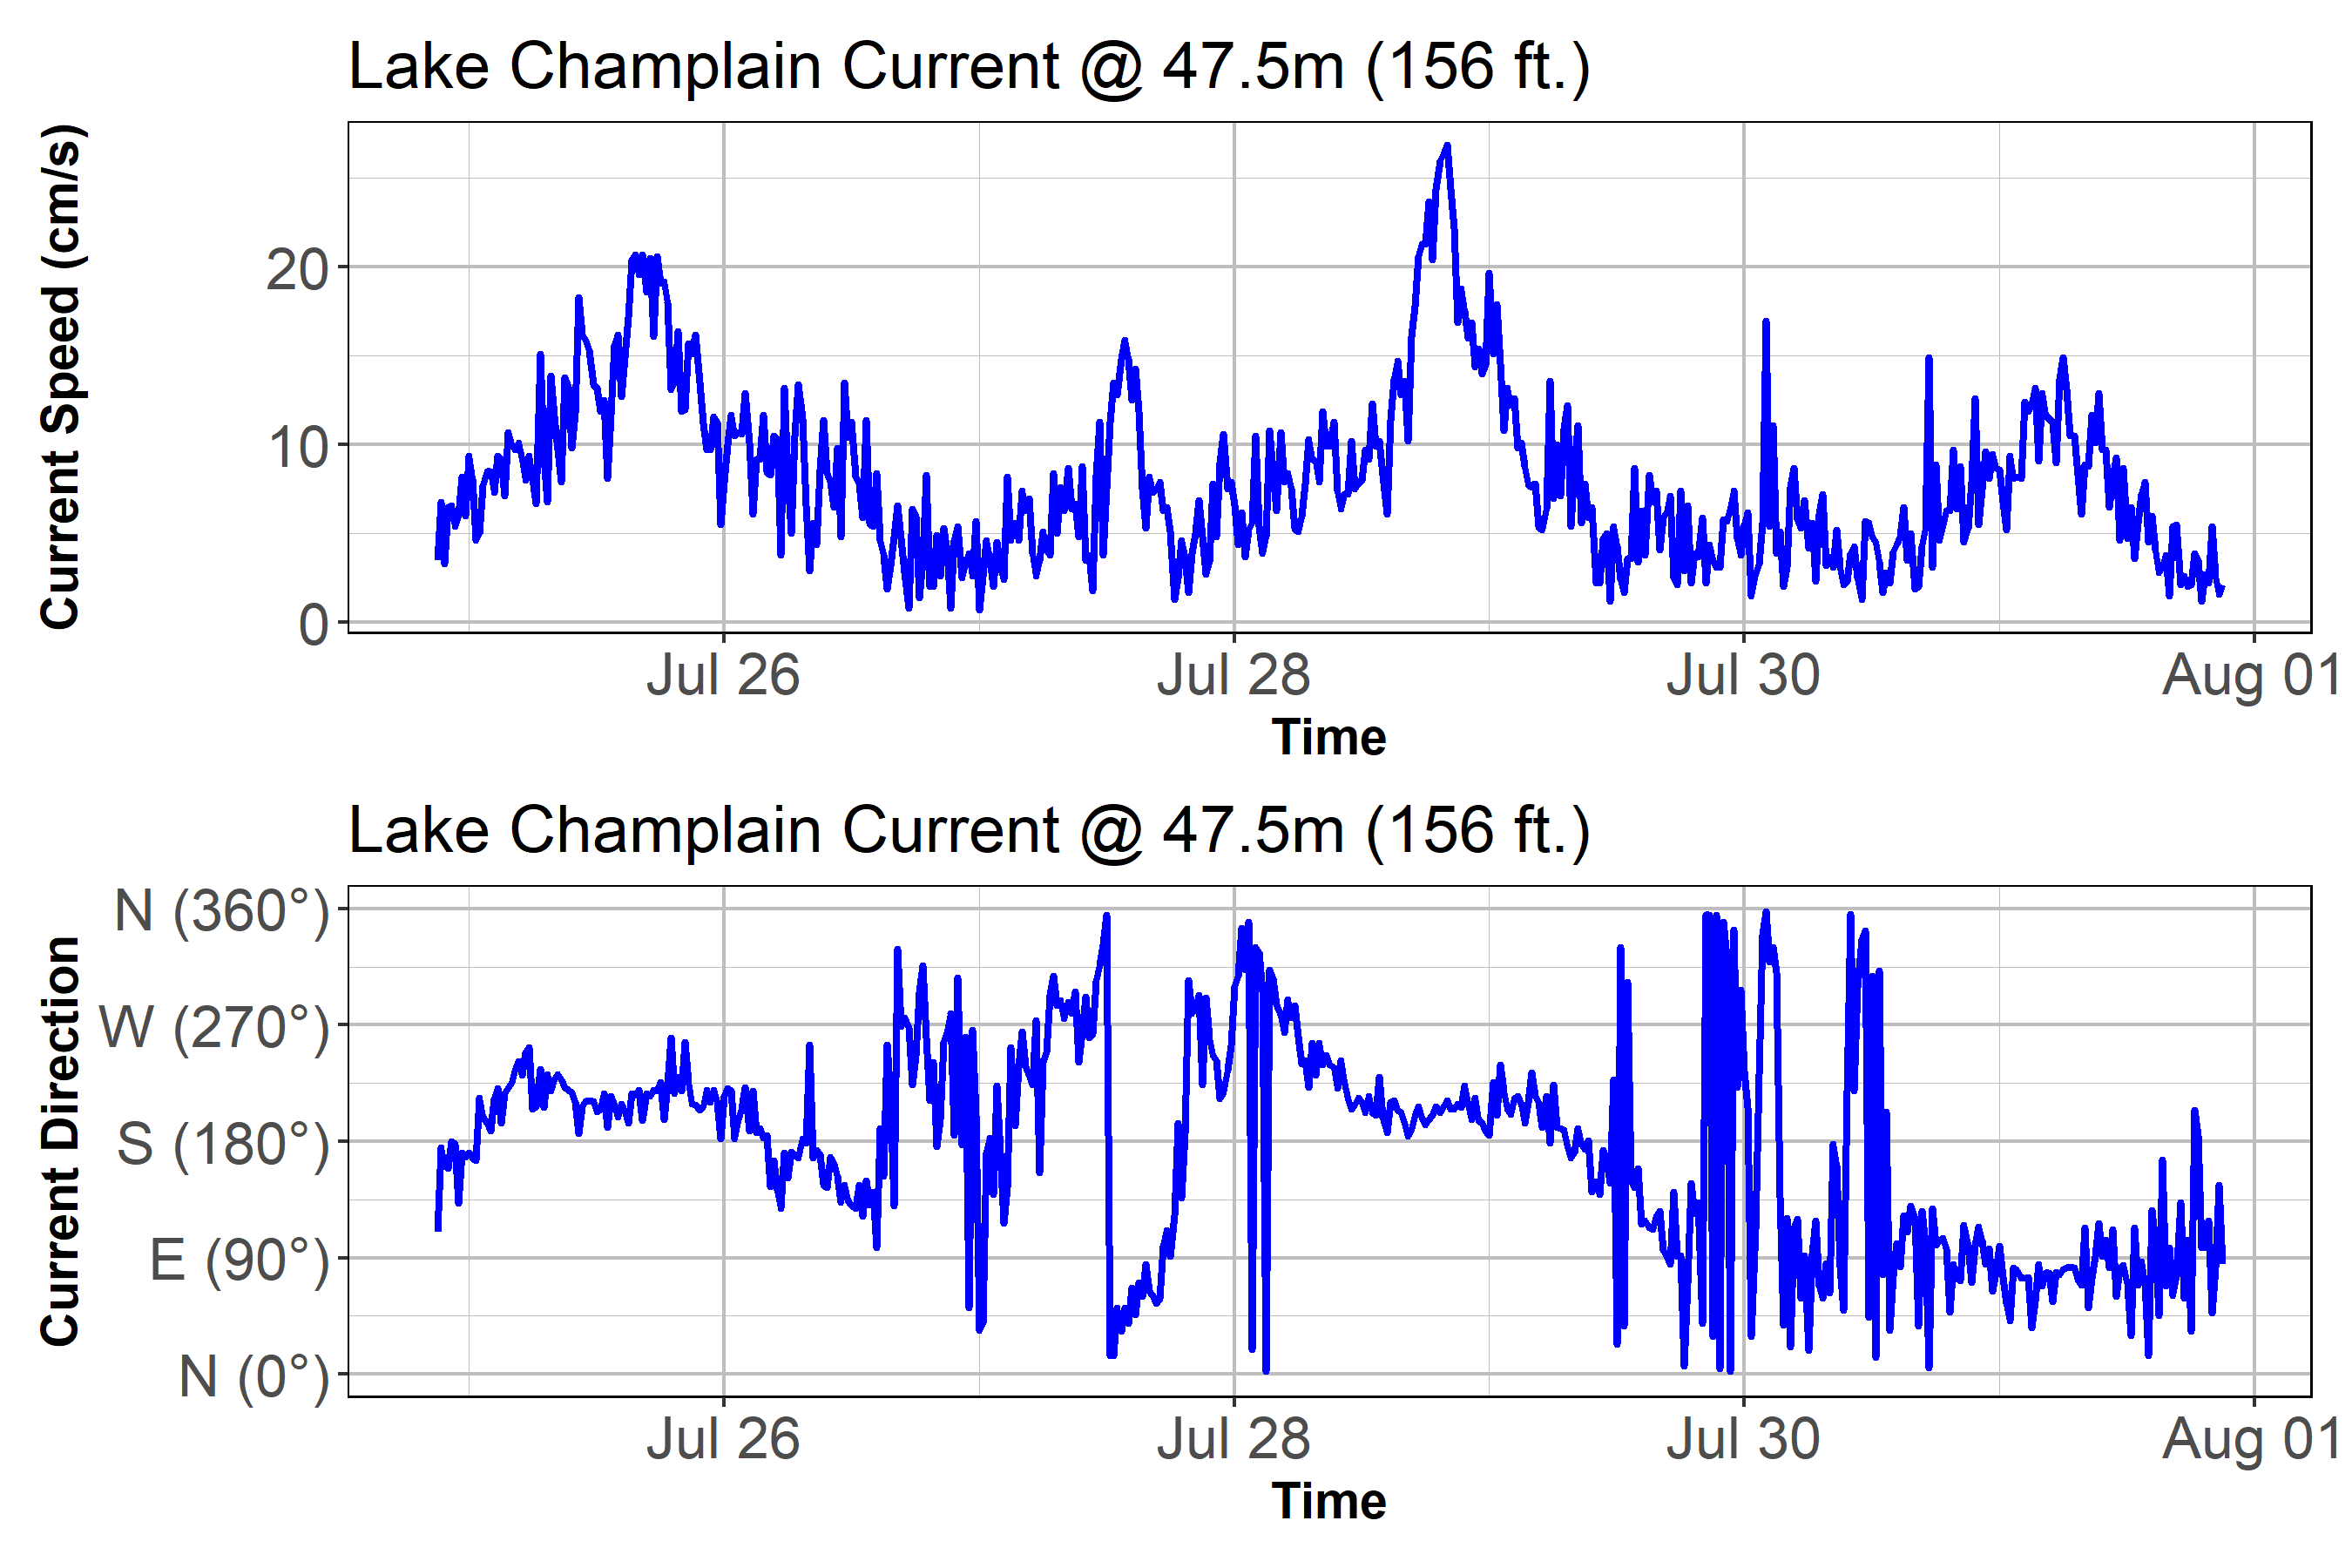 Lake Champlain Current @ 47.5m (156 ft.)
Current Speed (cm/s)
20
10
0
Jul 26 Jul 28 Jul 30 Aug 01
Time
Lake Champlain Current @ 47.5m (156 ft.)
Current Direction
N (360°)
W (270°)
S (180°)
E (90°)
N (0°)
Jul 26 Jul 28 Jul 30 Aug 01
Time